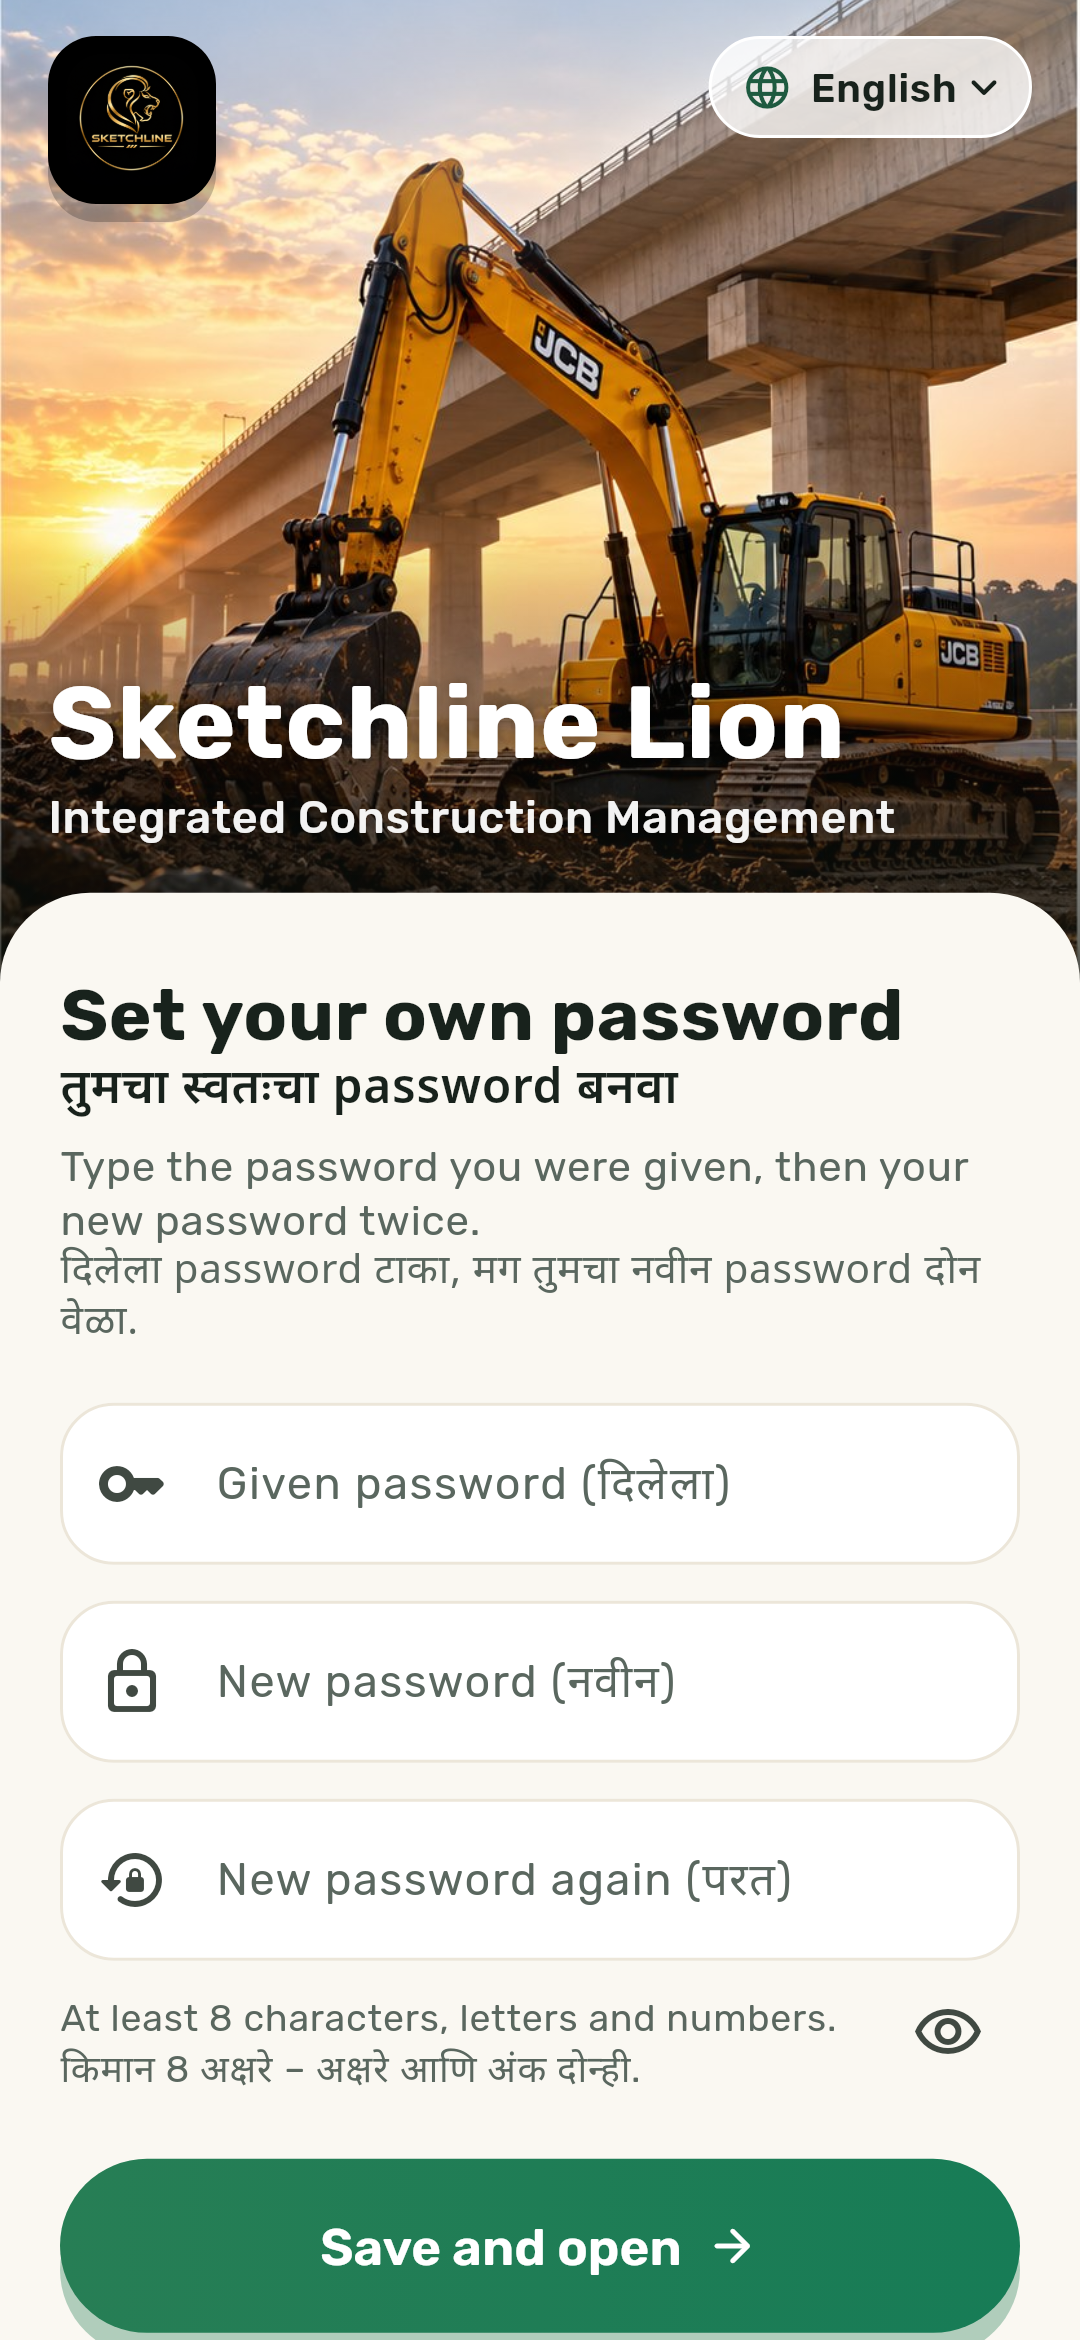 SKETCHLINE
English
JCB
JCB
Sketchline Lion
Integrated Construction Management
Set your own password
तुमचा स्वतःचा password बनवा
Type the password you were given, then your
new password twice.
दिलेला password टाका, मग तुमचा नवीन password दोन
वेळा.
Given password (दिलेला)
New password (नवीन)
New password again (परत)
At least 8 characters, letters and numbers.
किमान 8 अक्षरे – अक्षरे आणि अंक दोन्ही.
Save and open